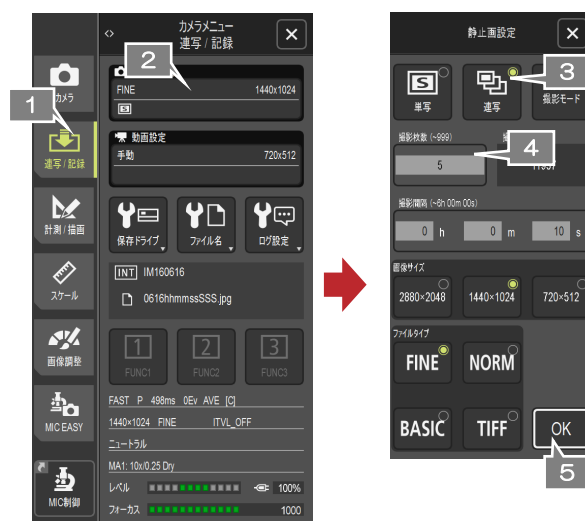 カメラメニュー
連写 / 記録
2
FINE 1440x1024
S
動画設定
手動 720x512
1
カメラ
連写 / 記録
計測 / 描画
スケール
画像調整
MIC EASY
MIC制御
保存ドライブ
ファイル名
ログ設定
INT IM160616
0616hhmmssSSS.jpg
1 2 3
FUNC1 FUNC2 FUNC3
FAST P 498ms 0Ev AVE [C]
1440×1024 FINE ITVL_OFF
ニュートラル
MA1: 10x/0.25 Dry
レベル 100%
フォーカス 1000
静止画設定
3
S
単写
連写
撮影モード
撮影枚数 (~999)
4
5
撮影間隔 (~6h 00m 00s)
0 h 0 m 10 s
画像サイズ
2880×2048 1440×1024 720×512
ファイルタイプ
FINE NORM
BASIC TIFF OK
5